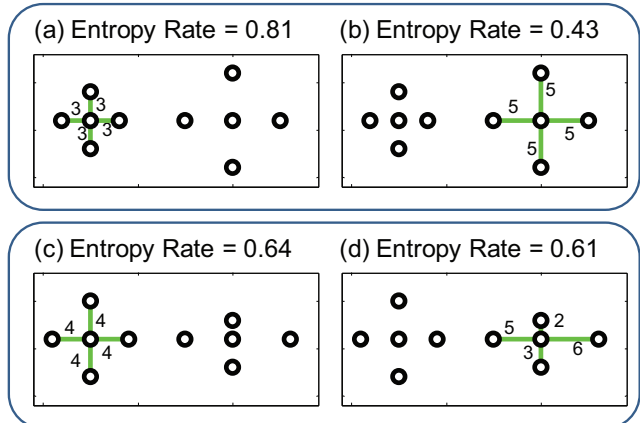 (a) Entropy Rate = 0.81
(b) Entropy Rate = 0.43
3 3
3 3
5
5 5
5
(c) Entropy Rate = 0.64
(d) Entropy Rate = 0.61
4 4
4 4
5 2
3 6